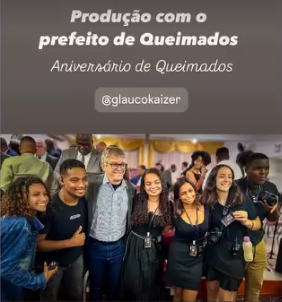 Produção com o
prefeito de Queimados
Aniversário de Queimados
@glaucokaizer